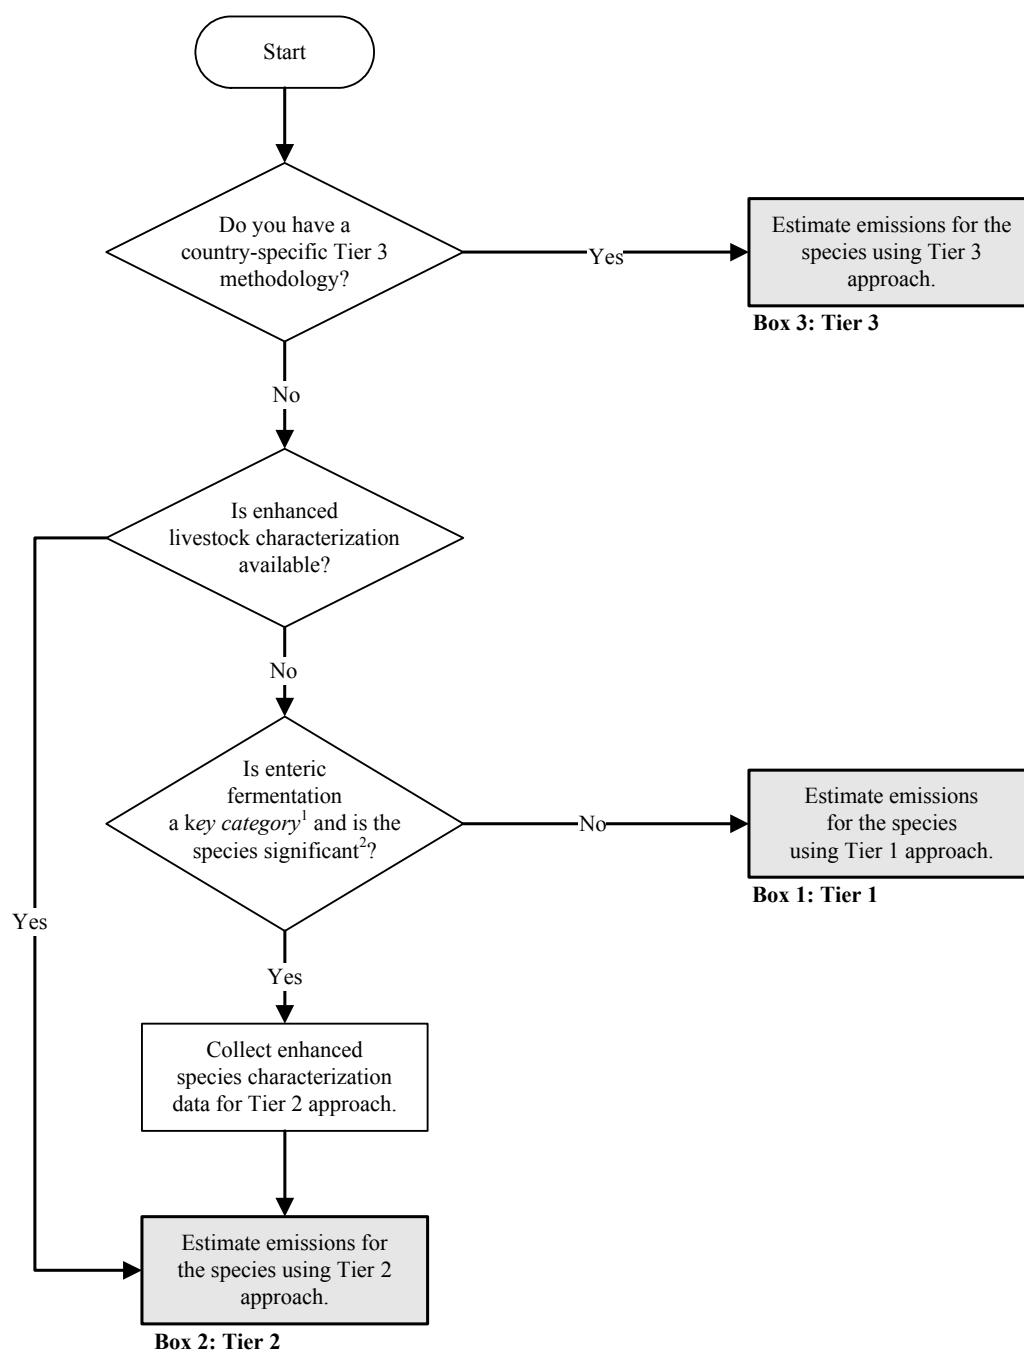 Start
Do you have a
country-specific Tier 3
methodology?
Yes
Estimate emissions for the
species using Tier 3
approach.
Box 3: Tier 3
No
Is enhanced
livestock characterization
available?
No
Is enteric
fermentation
a key category¹ and is the
species significant²?
No
Estimate emissions
for the species
using Tier 1 approach.
Box 1: Tier 1
Yes
Yes
Collect enhanced
species characterization
data for Tier 2 approach.
Estimate emissions for
the species using Tier 2
approach.
Box 2: Tier 2